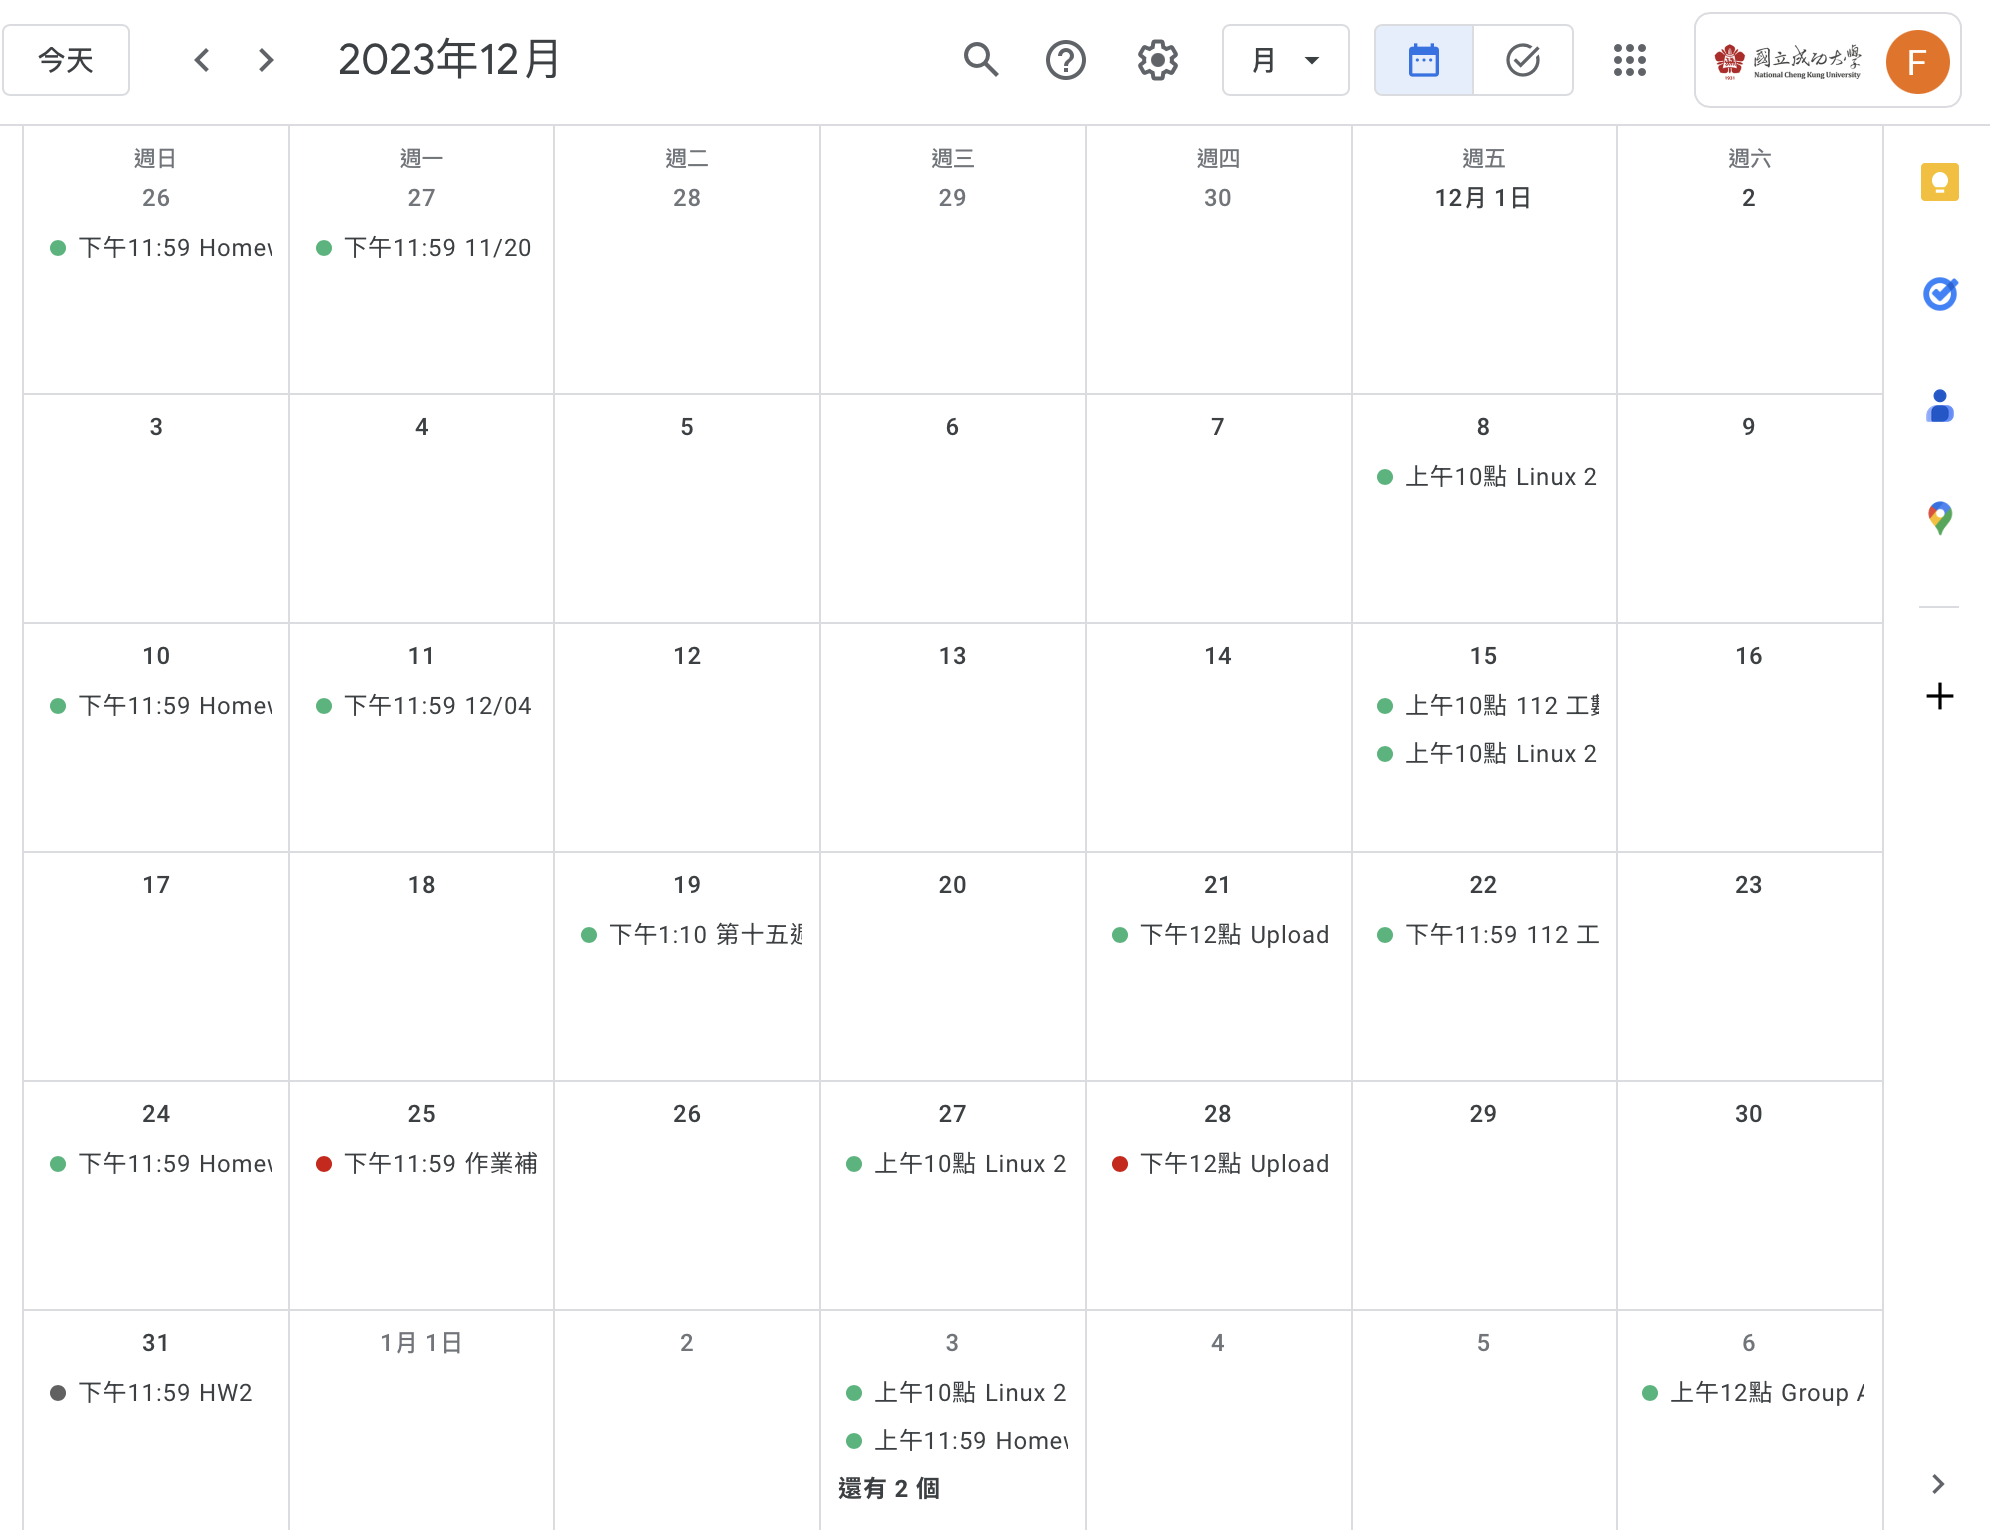 今天
2023年12月
月
國立成功大學
National Cheng Kung University
1931
F
週日 週一 週二 週三 週四 週五 週六
26 27 28 29 30 12月 1日 2
下午11:59 Homew
下午11:59 11/20
3 4 5 6 7 8 9
上午10點 Linux 2
10 11 12 13 14 15 16
下午11:59 Homew
下午11:59 12/04
上午10點 112 工數
上午10點 Linux 2
17 18 19 20 21 22 23
下午1:10 第十五週
下午12點 Upload
下午11:59 112 工
24 25 26 27 28 29 30
下午11:59 Homew
下午11:59 作業補
上午10點 Linux 2
下午12點 Upload
31 1月 1日 2 3 4 5 6
下午11:59 HW2
上午10點 Linux 2
上午11:59 Homew
還有 2 個
上午12點 Group A